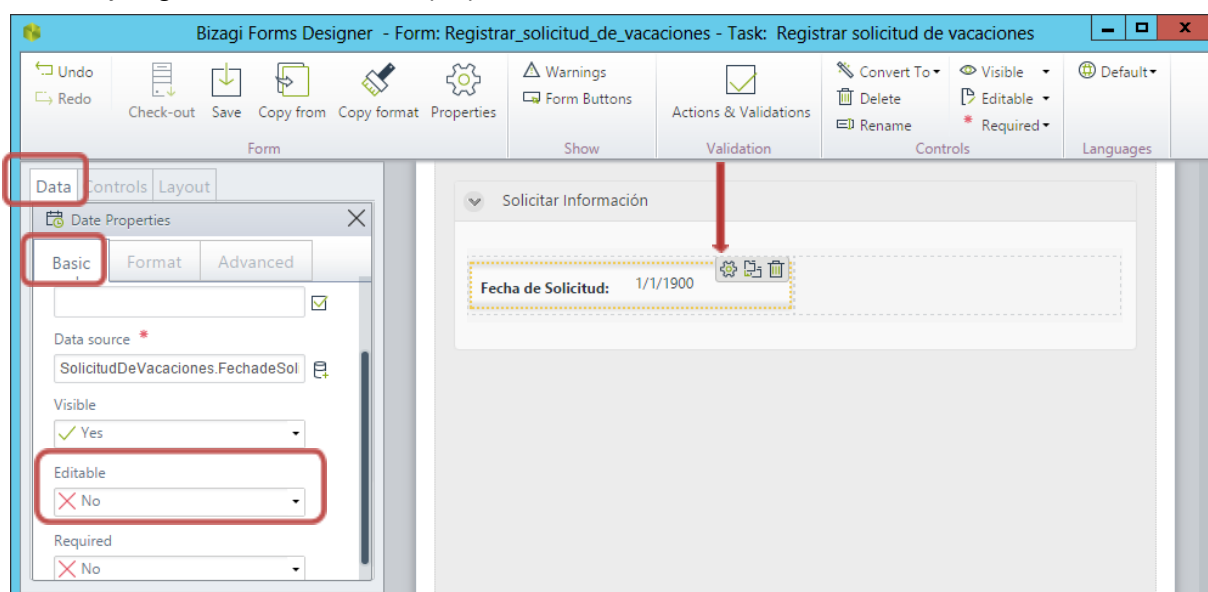 Bizagi Forms Designer - Form: Registrar_solicitud_de_vacaciones - Task: Registrar solicitud de vacaciones
Undo
Redo
Check-out
Save
Copy from
Copy format
Properties
Form
Warnings
Form Buttons
Show
Actions & Validations
Validation
Convert To
Delete
Rename
Visible
Editable
Required
Controls
Default
Languages
Data
Controls
Layout
Date Properties
Basic
Format
Advanced
Data source *
SolicitudDeVacaciones.FechadeSol
Visible
Yes
Editable
No
Required
No
Solicitar Información
Fecha de Solicitud: 1/1/1900